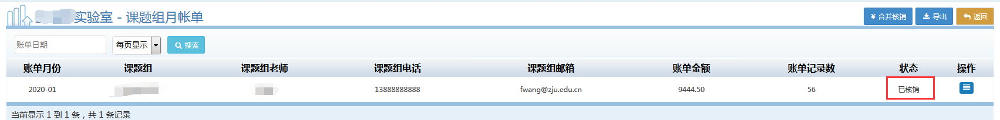 实验室 - 课题组月帐单
¥ 合并核销 导出 返回
账单日期 每页显示 搜索
账单月份 课题组 课题组老师 课题组电话 课题组邮箱 账单金额 账单记录数 状态 操作
2020-01 13888888888 fwang@zju.edu.cn 9444.50 56 已核销
当前显示 1 到 1 条，共 1 条记录